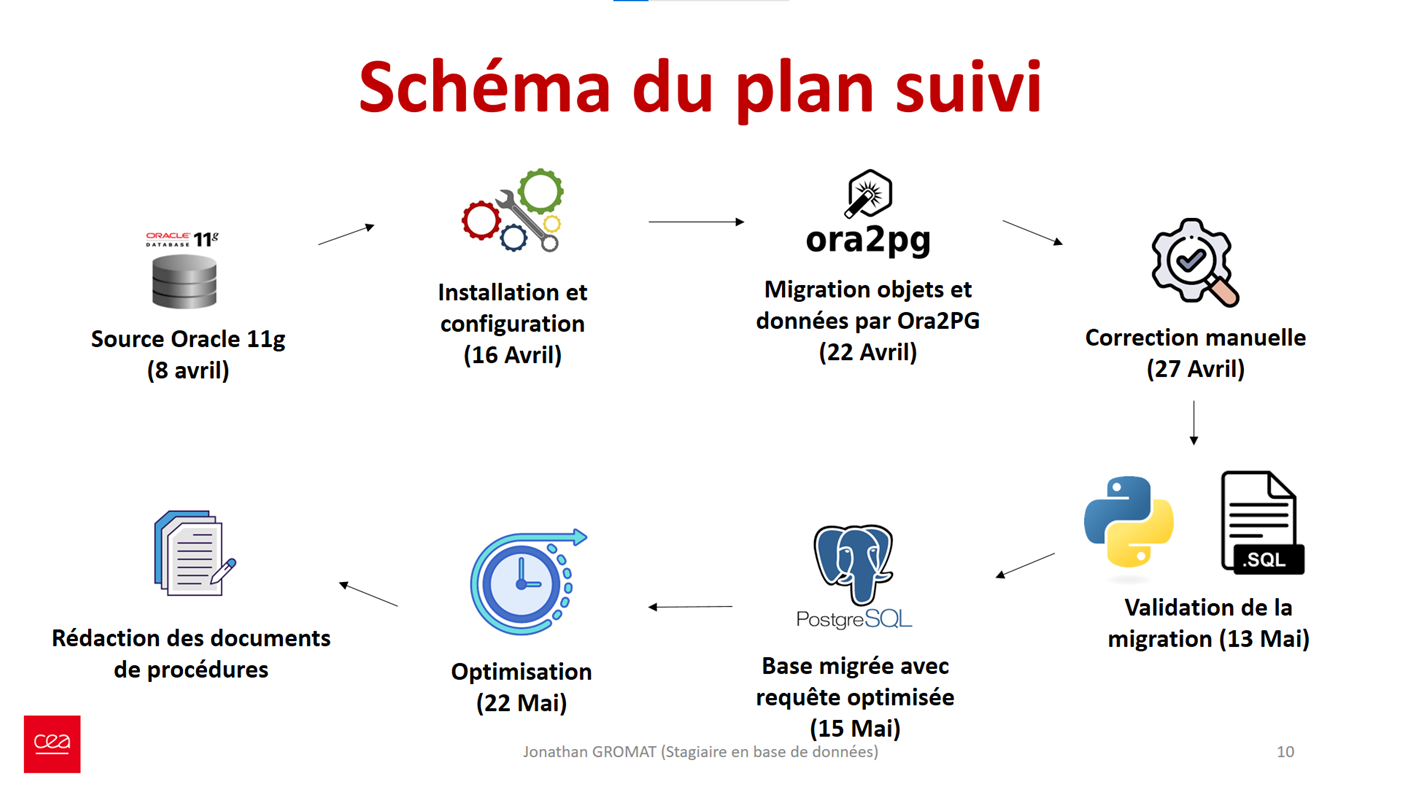 Schéma du plan suivi
ORACLE 11g
DATABASE
Source Oracle 11g
(8 avril)
Installation et
configuration
(16 Avril)
ora2pg
Migration objets et
données par Ora2PG
(22 Avril)
Correction manuelle
(27 Avril)
.SQL
Validation de la
migration (13 Mai)
PostgreSQL
Base migrée avec
requête optimisée
(15 Mai)
Optimisation
(22 Mai)
Rédaction des documents
de procédures
cea
Jonathan GROMAT (Stagiaire en base de données)
10